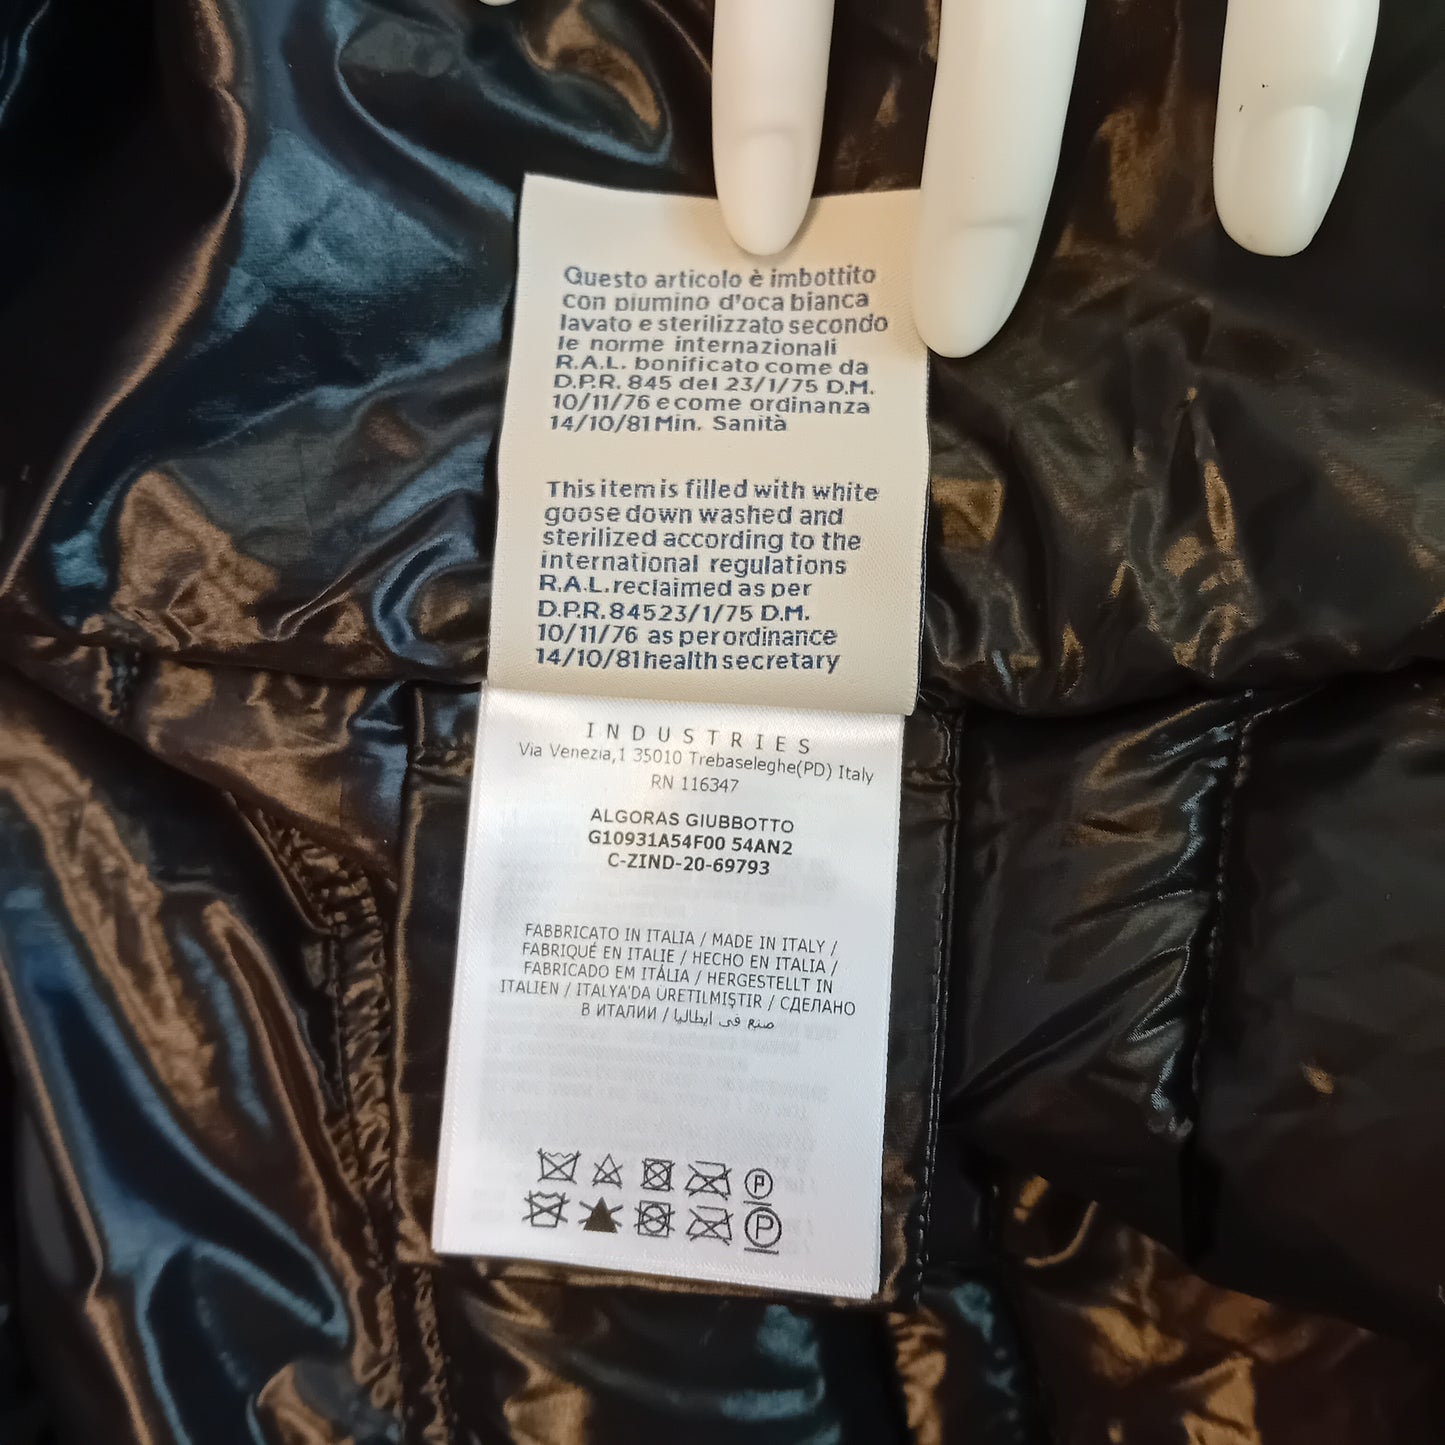 Questo articolo è imbottito
con piumino d'oca bianca
lavato e sterilizzato secondo
le norme internazionali
R.A.L. bonificato come da
D.P.R. 845 del 23/1/75 D.M.
10/11/76 e come ordinanza
14/10/81 Min. Sanità
This item is filled with white
goose down washed and
sterilized according to the
international regulations
R.A.L. reclaimed as per
D.P.R. 845 23/1/75 D.M.
10/11/76 as per ordinance
14/10/81 health secretary
INDUSTRIES
Via Venezia,1 35010 Trebaseleghe(PD) Italy
RN 116347
ALGORAS GIUBBOTTO
G10931A54F00 54AN2
C-ZIND-20-69793
FABBRICATO IN ITALIA / MADE IN ITALY /
FABRIQUÉ EN ITALIE / HECHO EN ITALIA /
FABRICADO EM ITÁLIA / HERGESTELLT IN
ITALIEN / ITALYA'DA ÜRETILMIŞTIR / СДЕЛАНО
В ИТАЛИИ / صنع في ايطاليا
P
P